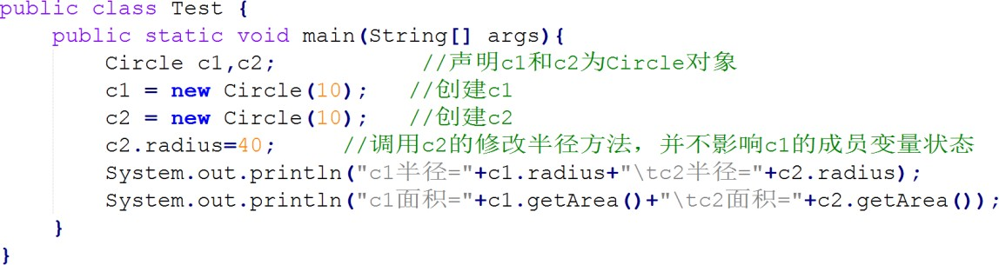 public class Test {
public static void main(String[] args){
Circle c1,c2; //声明c1和c2为Circle对象
c1 = new Circle(10); //创建c1
c2 = new Circle(10); //创建c2
c2.radius=40; //调用c2的修改半径方法，并不影响c1的成员变量状态
System.out.println("c1半径="+c1.radius+"\tc2半径="+c2.radius);
System.out.println("c1面积="+c1.getArea()+"\tc2面积="+c2.getArea());
}
}